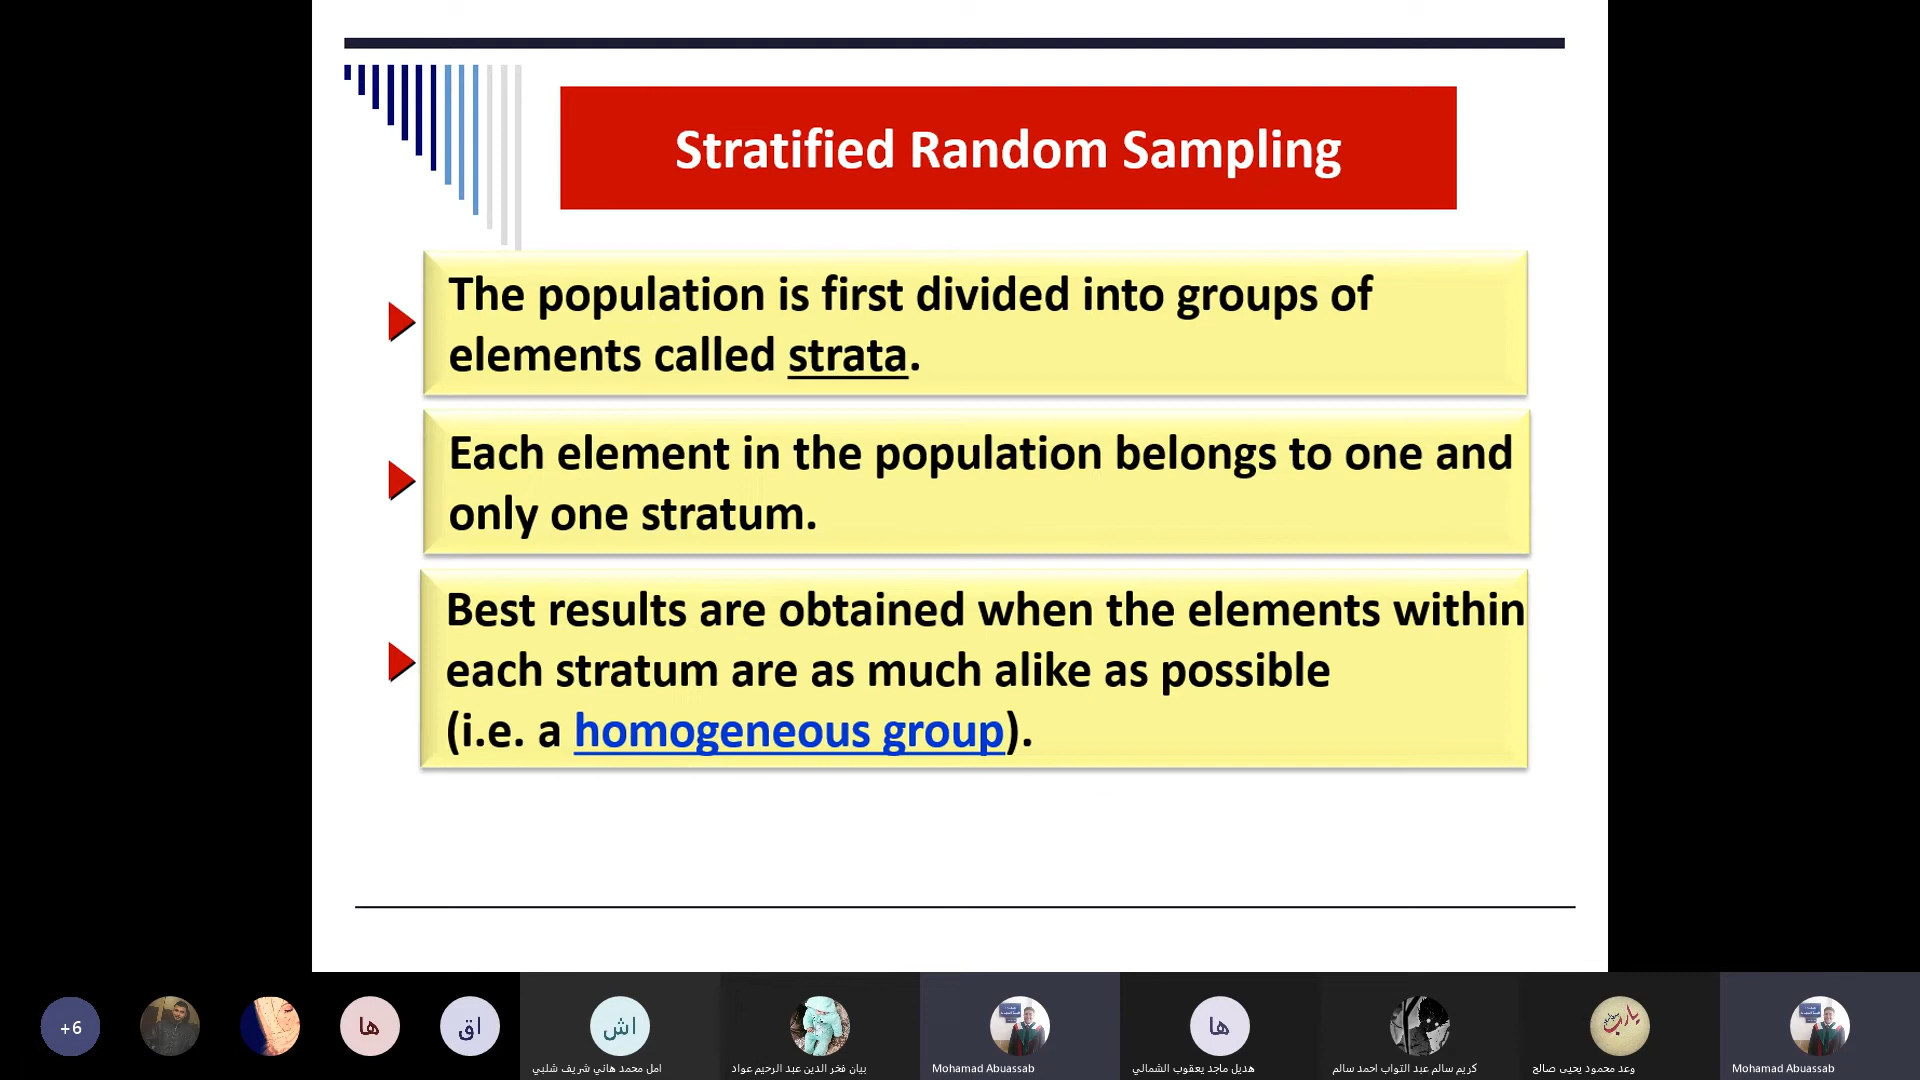 Stratified Random Sampling
The population is first divided into groups of
elements called strata.
Each element in the population belongs to one and
only one stratum.
Best results are obtained when the elements within
each stratum are as much alike as possible
(i.e. a homogeneous group).
+6
ها
اق
اش
ها
يارب
امل محمد هاني شريف شلبي
بيان فخر الدين عبد الرحيم عواد
Mohamad Abuassab
هديل ماجد يعقوب الشمالي
كريم سالم عبد التواب احمد سالم
وعد محمود يحيى صالح
Mohamad Abuassab